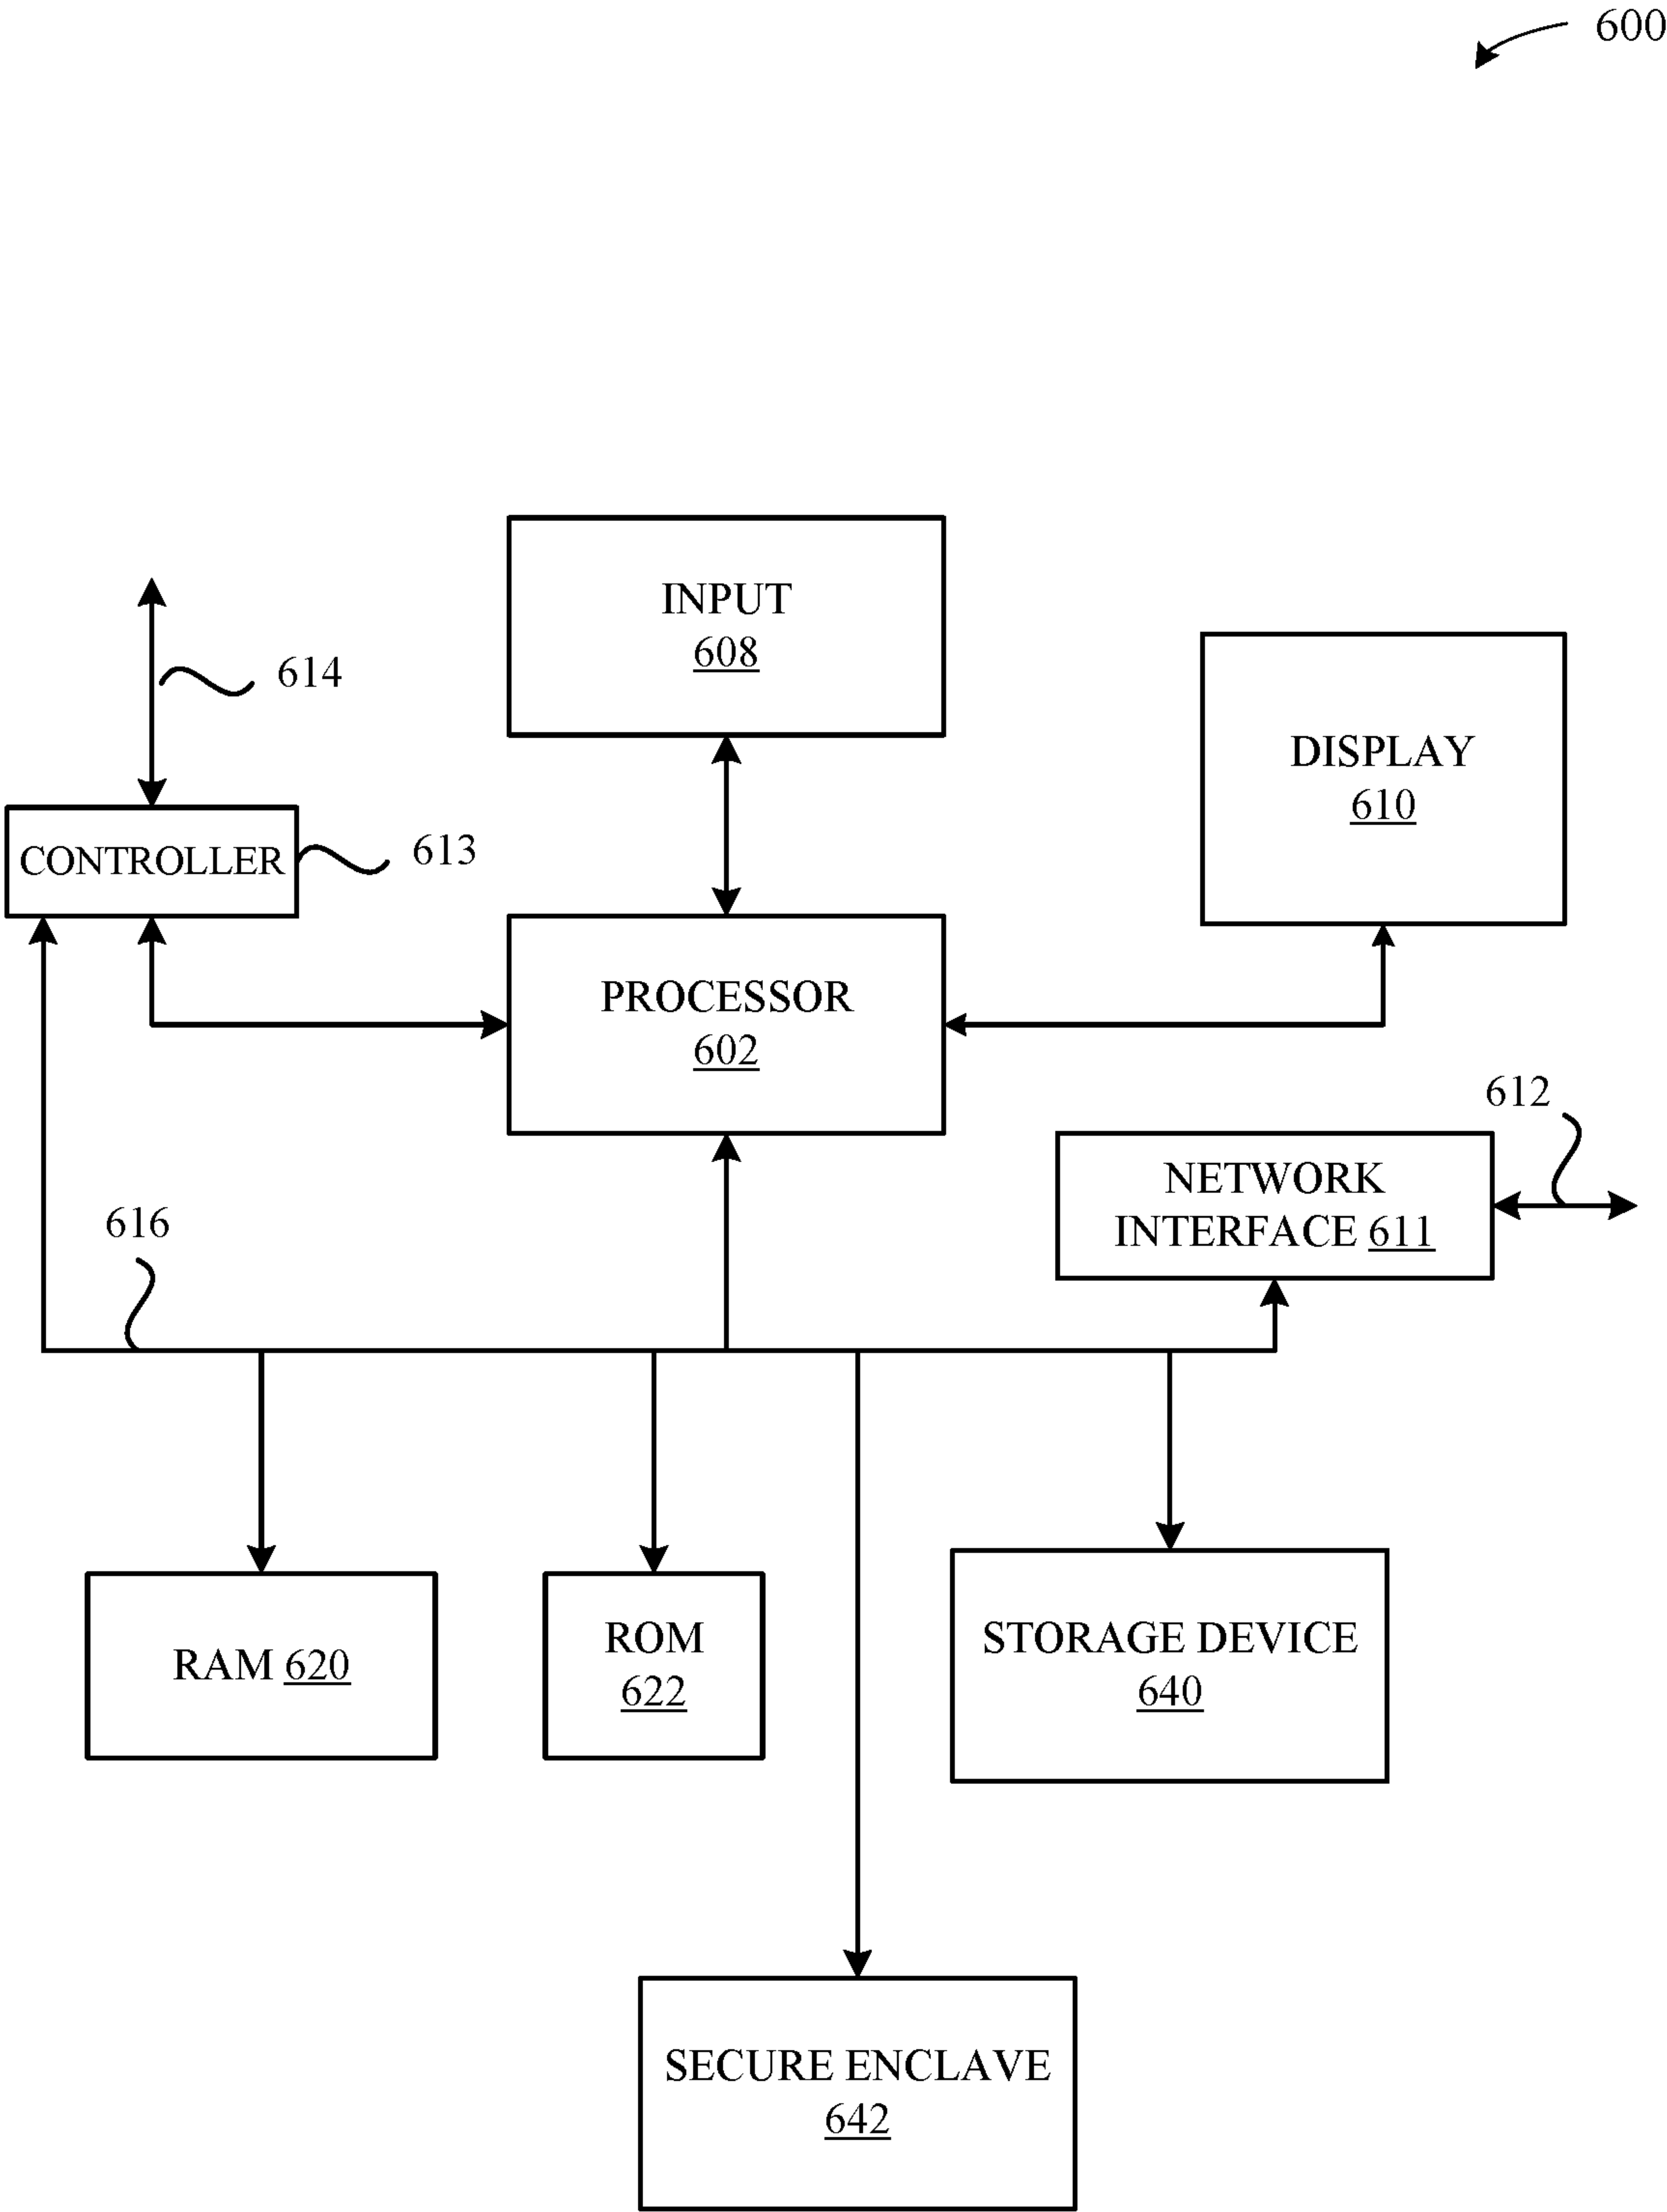 600
INPUT
608
614
DISPLAY
610
CONTROLLER
613
PROCESSOR
602
612
NETWORK
INTERFACE 611
616
RAM 620
ROM
622
STORAGE DEVICE
640
SECURE ENCLAVE
642